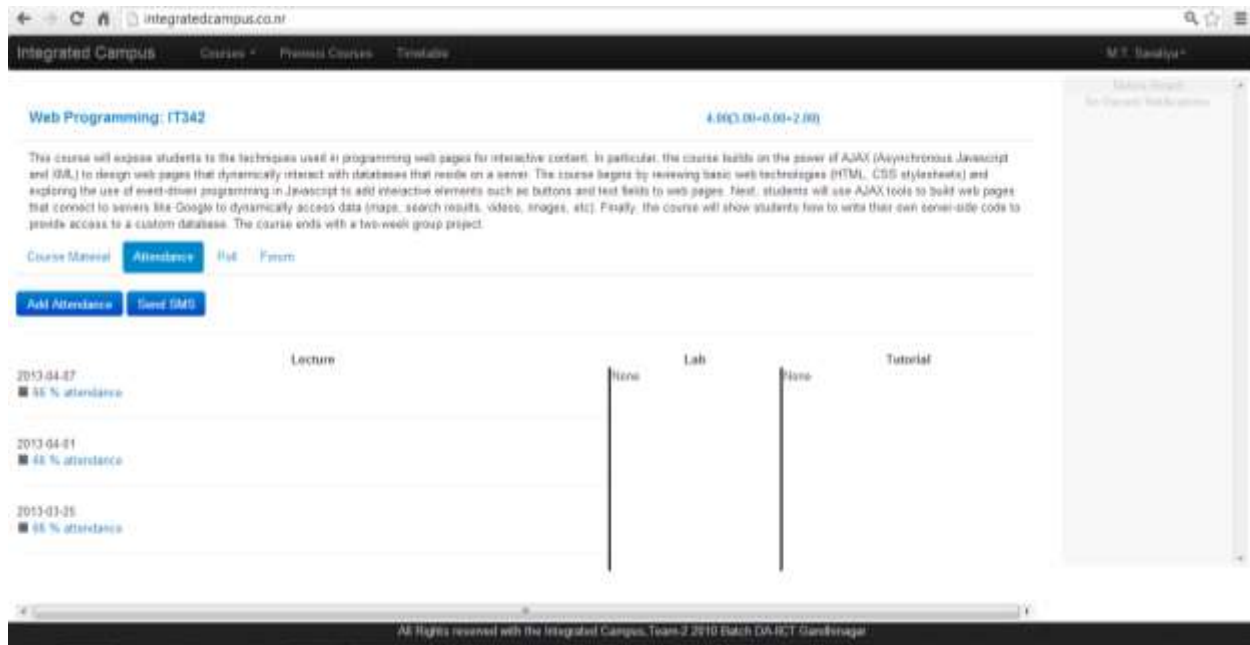 integratedcampus.co.nr
Integrated Campus Courses Previous Courses Timetable
Web Programming: IT342
This course will expose students to the techniques used in programming web pages for interactive content. In particular, the course builds on the power of AJAX (Asynchronous Javascript
and XML) to design web pages that dynamically interact with databases that reside on a server. The course begins by reviewing basic web technologies (HTML, CSS stylesheets) and
exploring the use of event-driven programming in Javascript to add interactive elements such as buttons and text fields to web pages. Next, students will use AJAX tools to build web pages
that connect to servers like Google to dynamically access data (maps, search results, videos, images, etc). Finally, the course will show students how to write their own server-side code to
provide access to a custom database. The course ends with a two-week group project.
Course Material Attendance Poll Forum
Add Attendance Send SMS
Lecture Lab Tutorial
2013-04-07 None None
% attendance
2013-04-01
% attendance
2013-03-25
% attendance
All Rights reserved with the Integrated Campus, Team-2 2010 Batch DA-IICT Gandhinagar